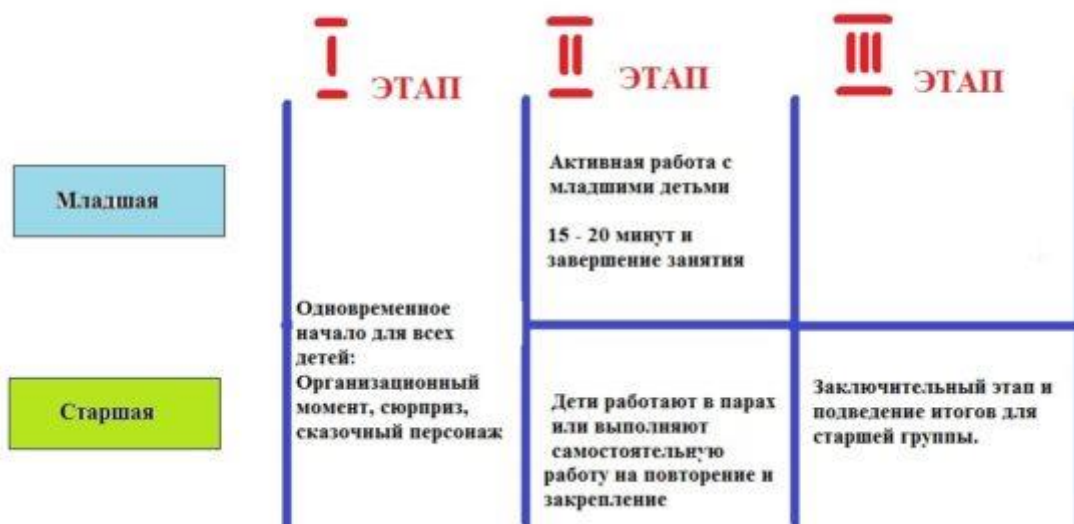 I ЭТАП
II ЭТАП
III ЭТАП
Младшая
Активная работа с
младшими детьми
15 - 20 минут и
завершение занятия
Одновременное
начало для всех
детей:
Организационный
момент, сюрприз,
сказочный персонаж
Старшая
Дети работают в парах
или выполняют
самостоятельную
работу на повторение и
закрепление
Заключительный этап и
подведение итогов для
старшей группы.